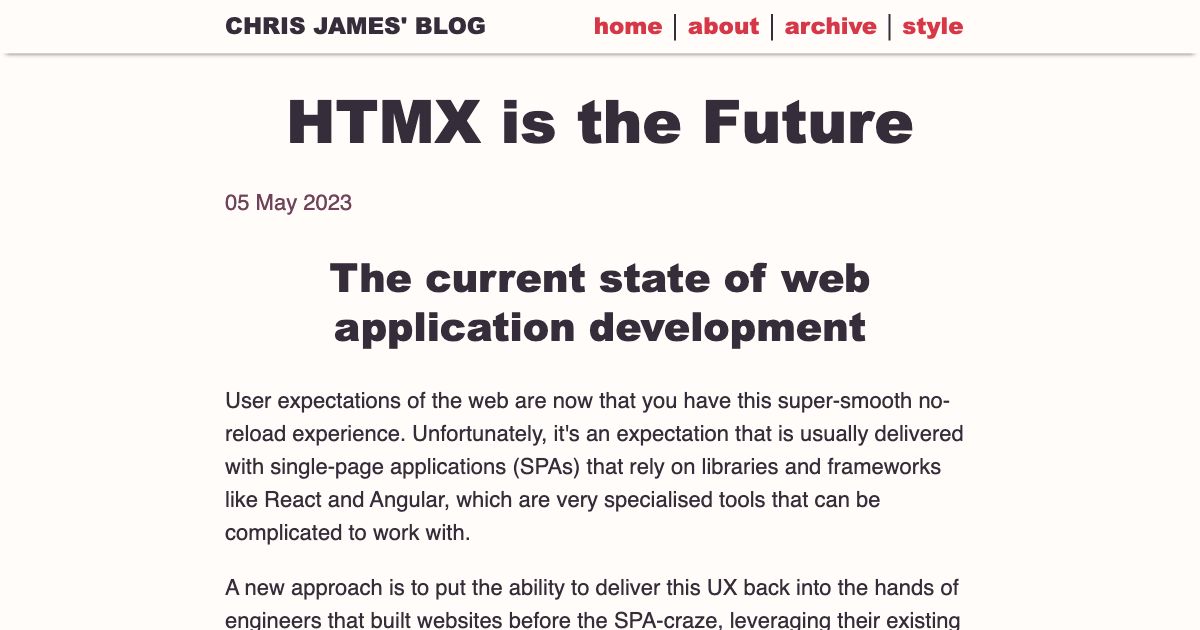 CHRIS JAMES' BLOG
home | about | archive | style
HTMX is the Future
05 May 2023
The current state of web
application development
User expectations of the web are now that you have this super-smooth no-
reload experience. Unfortunately, it's an expectation that is usually delivered
with single-page applications (SPAs) that rely on libraries and frameworks
like React and Angular, which are very specialised tools that can be
complicated to work with.
A new approach is to put the ability to deliver this UX back into the hands of
engineers that built websites before the SPA-craze, leveraging their existing